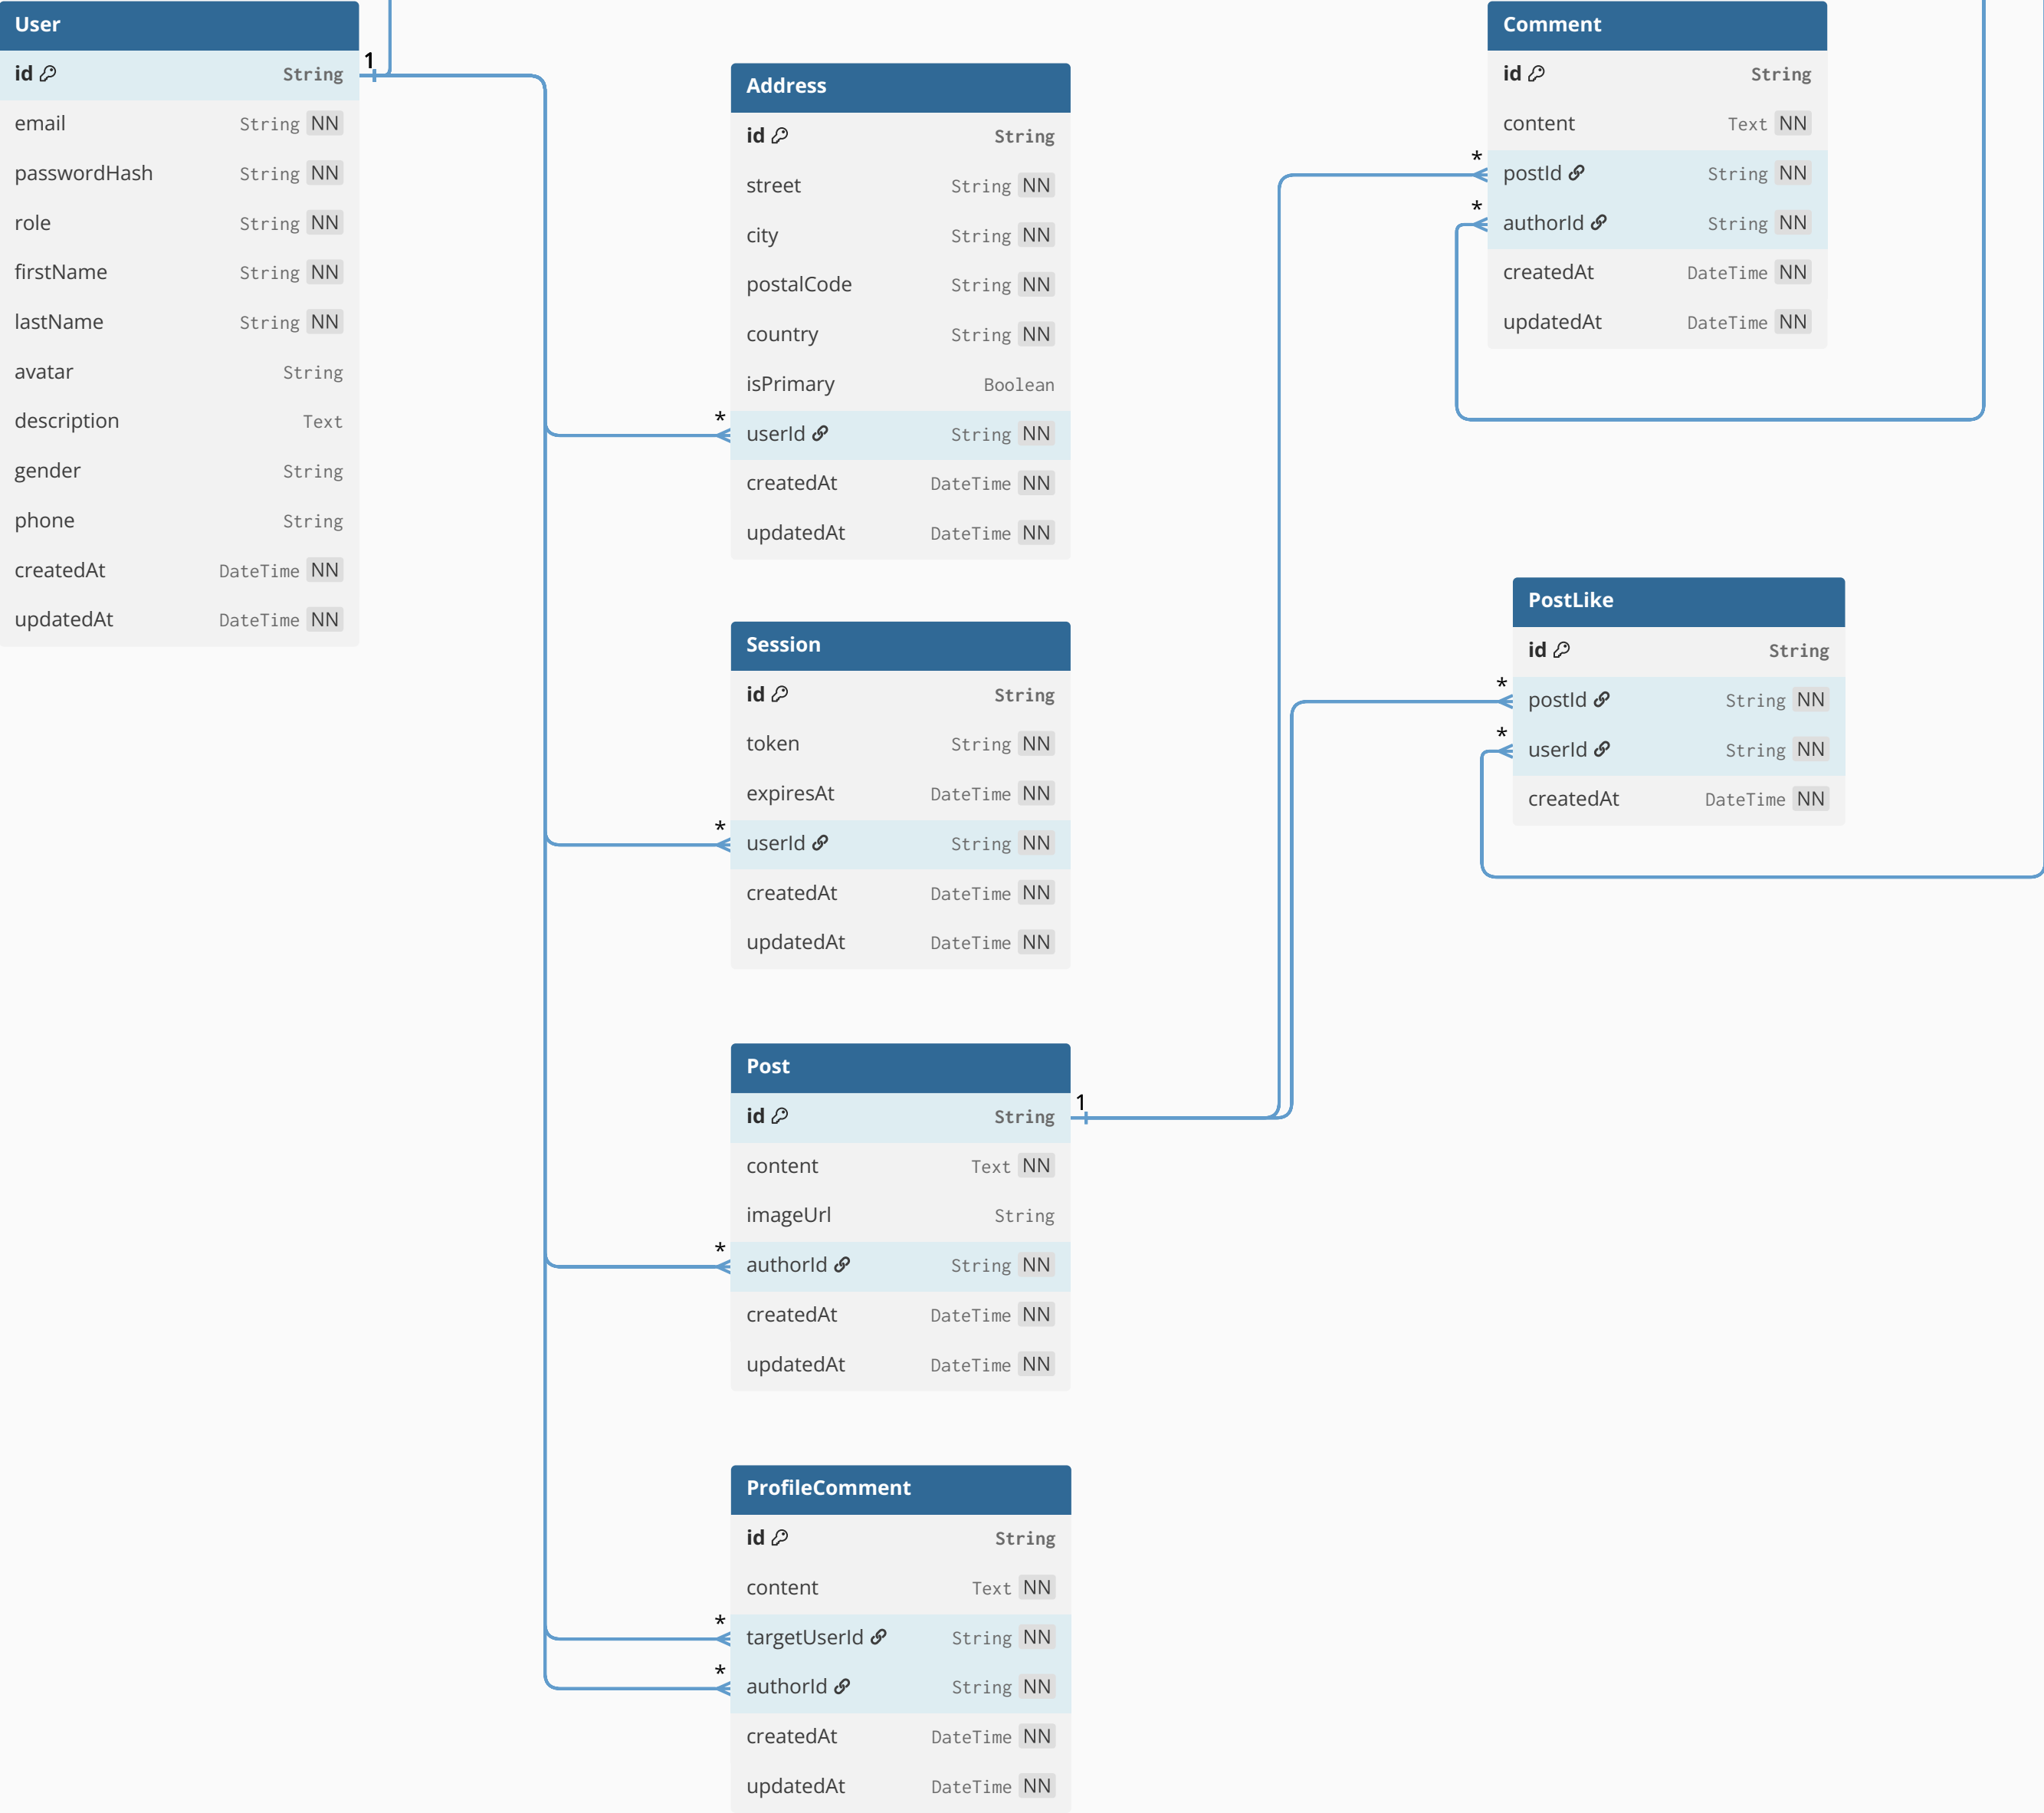 User
id String
email String NN
passwordHash String NN
role String NN
firstName String NN
lastName String NN
avatar String
description Text
gender String
phone String
createdAt DateTime NN
updatedAt DateTime NN
1
Address
id String
street String NN
city String NN
postalCode String NN
country String NN
isPrimary Boolean
* userId String NN
createdAt DateTime NN
updatedAt DateTime NN
Session
id String
token String NN
expiresAt DateTime NN
* userId String NN
createdAt DateTime NN
updatedAt DateTime NN
Post
id String 1
content Text NN
imageUrl String
* authorId String NN
createdAt DateTime NN
updatedAt DateTime NN
ProfileComment
id String
content Text NN
* targetUserId String NN
* authorId String NN
createdAt DateTime NN
updatedAt DateTime NN
Comment
id String
content Text NN
* postId String NN
* authorId String NN
createdAt DateTime NN
updatedAt DateTime NN
PostLike
id String
* postId String NN
* userId String NN
createdAt DateTime NN